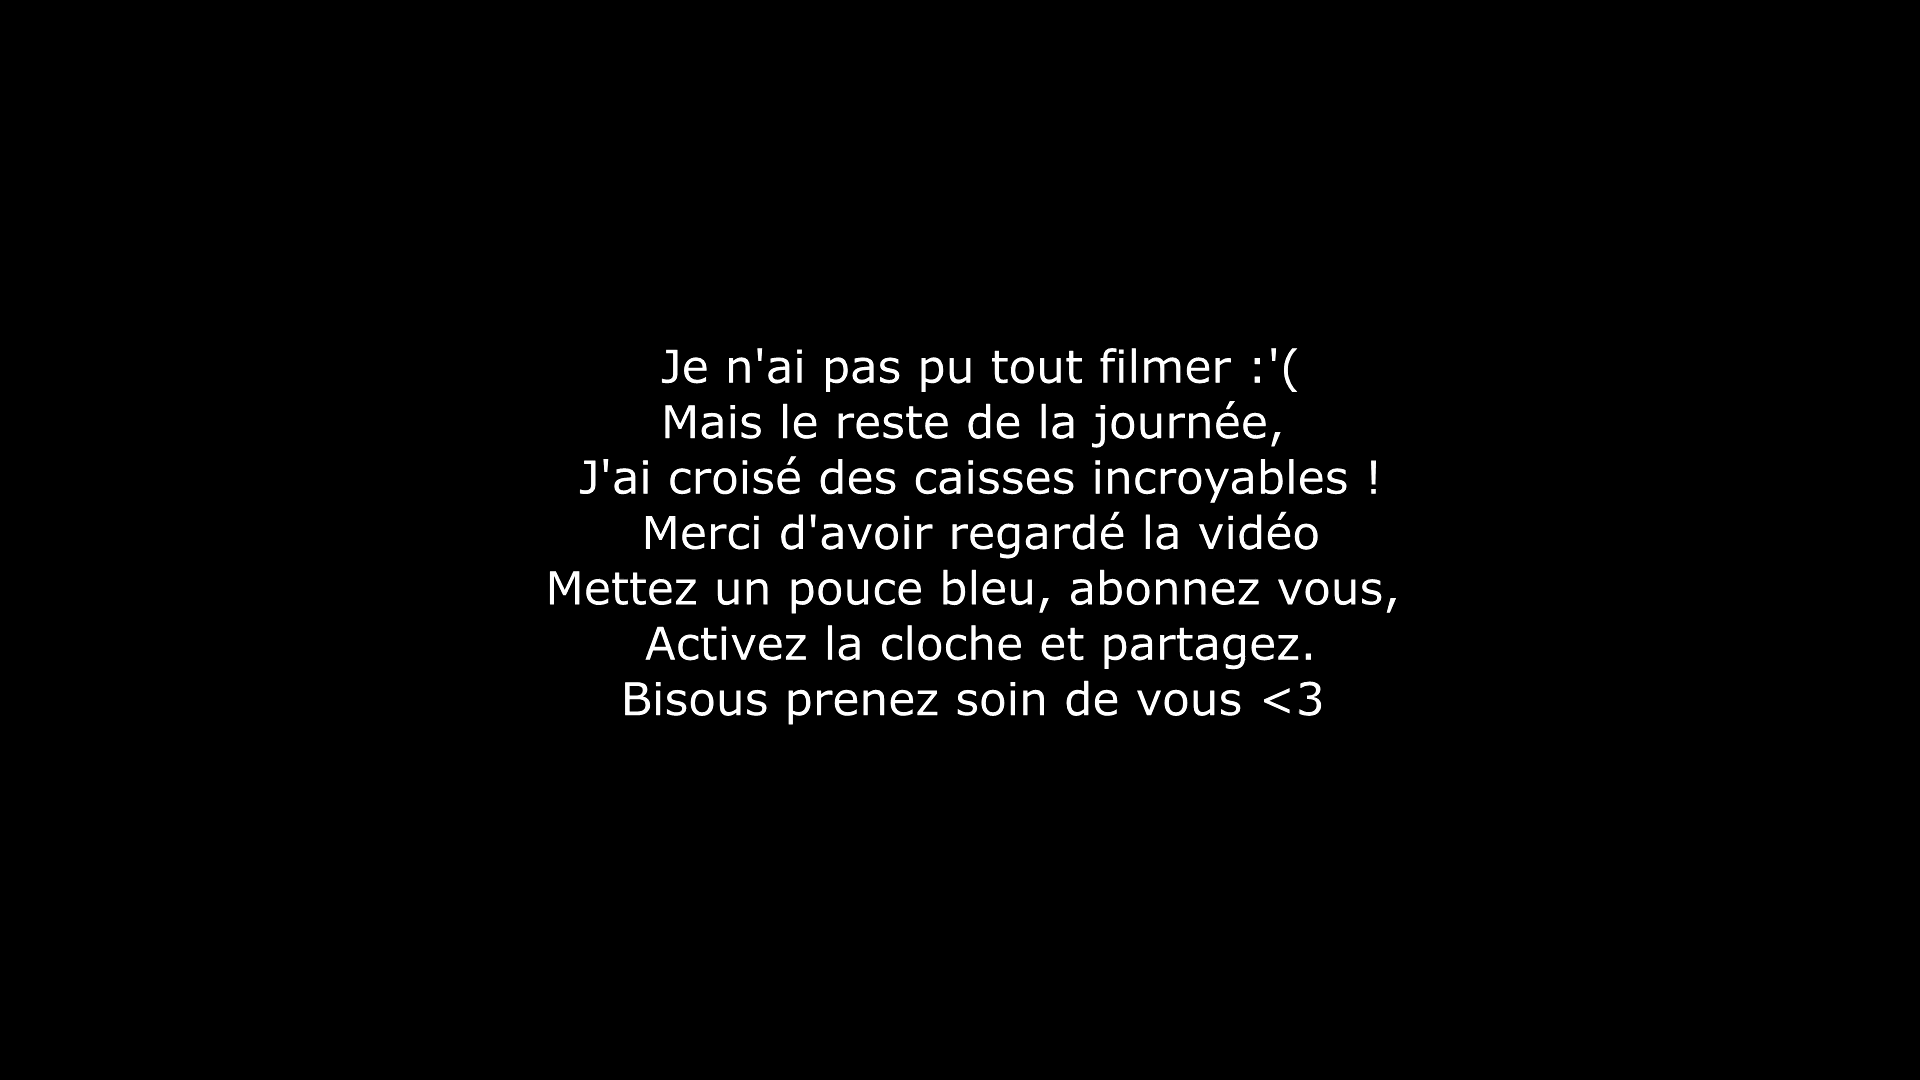 Je n'ai pas pu tout filmer :'(
Mais le reste de la journée,
J'ai croisé des caisses incroyables !
Merci d'avoir regardé la vidéo
Mettez un pouce bleu, abonnez vous,
Activez la cloche et partagez.
Bisous prenez soin de vous <3